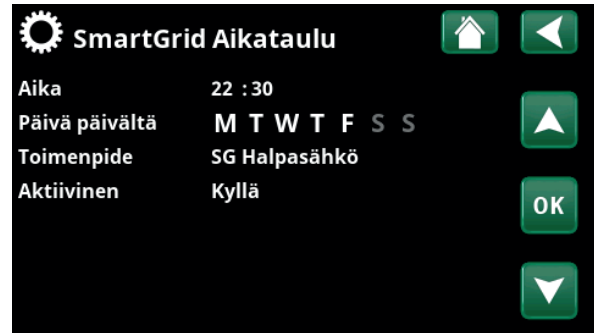 SmartGrid Aikataulu
Aika 22 :30
Päivä päivältä M T W T F S S
Toimenpide SG Halpasähkö
Aktiivinen Kyllä
OK